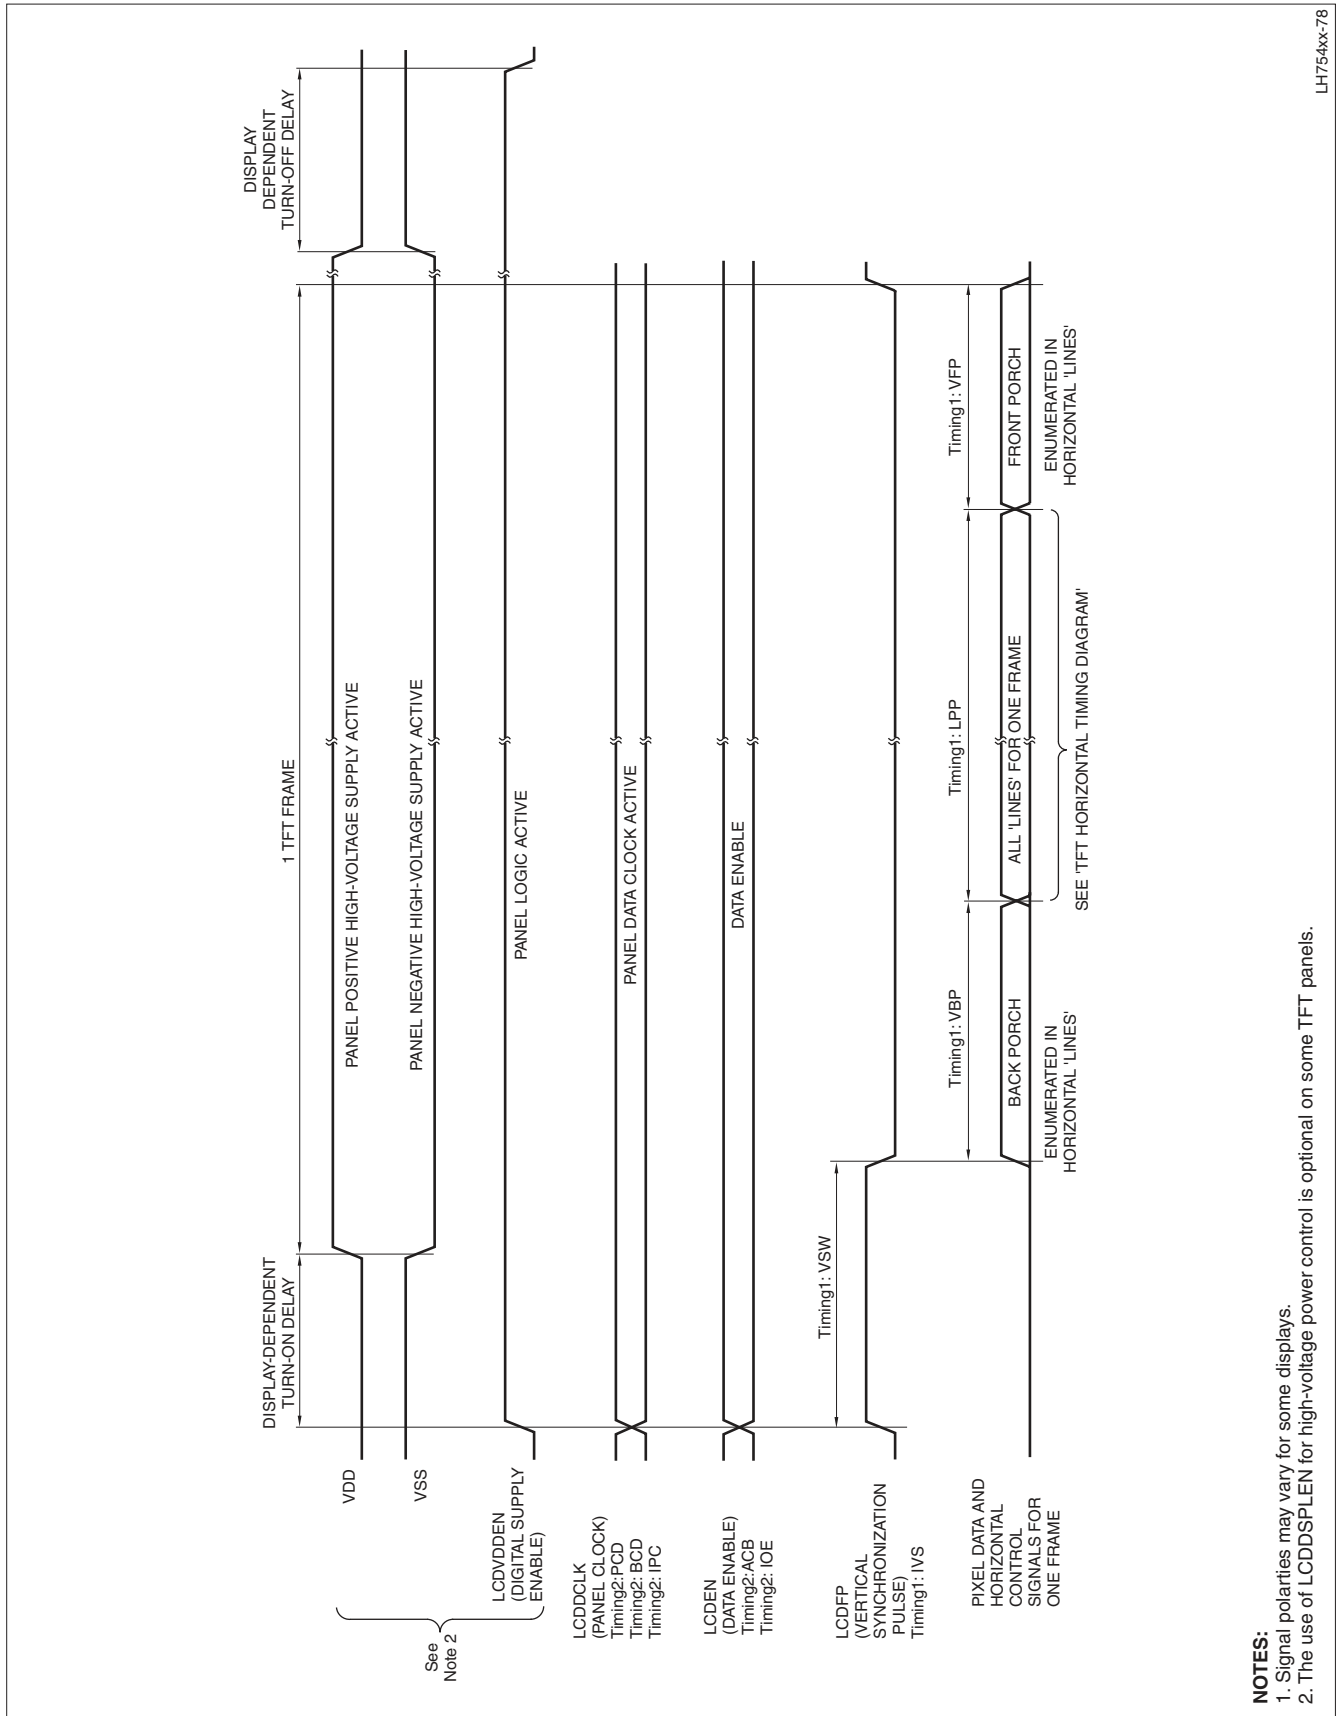 DISPLAY-DEPENDENT
TURN-ON DELAY
1 TFT FRAME
DISPLAY
DEPENDENT
TURN-OFF DELAY
VDD
PANEL POSITIVE HIGH-VOLTAGE SUPPLY ACTIVE
VSS
PANEL NEGATIVE HIGH-VOLTAGE SUPPLY ACTIVE
See
Note 2
LCDVDDEN
(DIGITAL SUPPLY
ENABLE)
PANEL LOGIC ACTIVE
LCDDCLK
(PANEL CLOCK)
Timing2: PCD
Timing2: BCD
Timing2: IPC
PANEL DATA CLOCK ACTIVE
LCDEN
(DATA ENABLE)
Timing2: ACB
Timing2: IOE
DATA ENABLE
LCDFP
(VERTICAL
SYNCHRONIZATION
PULSE)
Timing1: IVS
Timing1: VSW
Timing1: VBP
Timing1: LPP
Timing1: VFP
PIXEL DATA AND
HORIZONTAL
CONTROL
SIGNALS FOR
ONE FRAME
BACK PORCH
ALL 'LINES' FOR ONE FRAME
FRONT PORCH
ENUMERATED IN
HORIZONTAL 'LINES'
SEE 'TFT HORIZONTAL TIMING DIAGRAM'
ENUMERATED IN
HORIZONTAL 'LINES'
NOTES:
1. Signal polarties may vary for some displays.
2. The use of LCDDSPLEN for high-voltage power control is optional on some TFT panels.
LH754xx-78